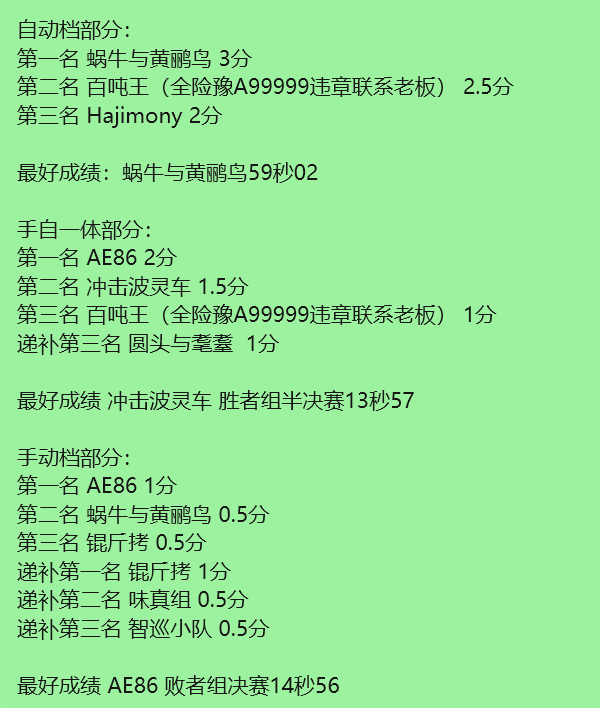 自动档部分：
第一名 蜗牛与黄鹂鸟 3分
第二名 百吨王（全险豫A99999违章联系老板） 2.5分
第三名 Hajimony 2分
最好成绩：蜗牛与黄鹂鸟59秒02
手自一体部分：
第一名 AE86 2分
第二名 冲击波灵车 1.5分
第三名 百吨王（全险豫A99999违章联系老板） 1分
递补第三名 圆头与耄耋  1分
最好成绩 冲击波灵车 胜者组半决赛13秒57
手动档部分：
第一名 AE86 1分
第二名 蜗牛与黄鹂鸟 0.5分
第三名 锟斤拷 0.5分
递补第一名 锟斤拷 1分
递补第二名 味真组 0.5分
递补第三名 智巡小队 0.5分
最好成绩 AE86 败者组决赛14秒56